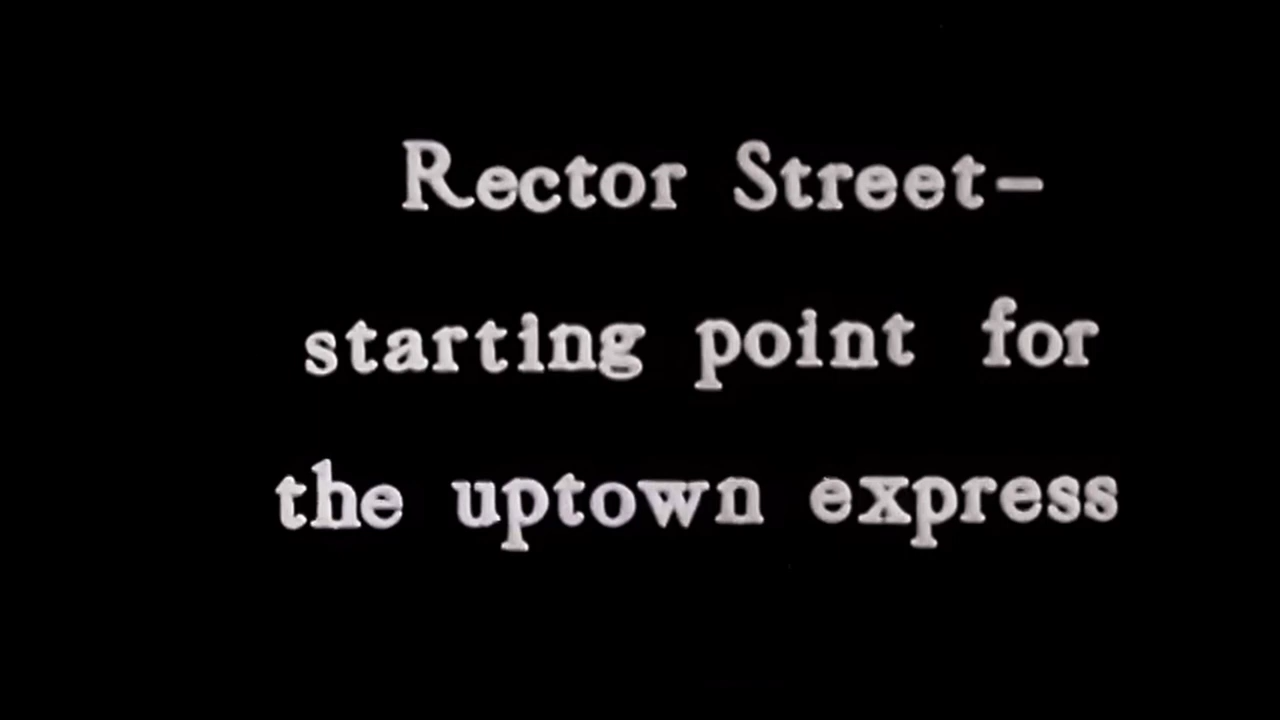 Rector Street-
starting point for
the uptown express